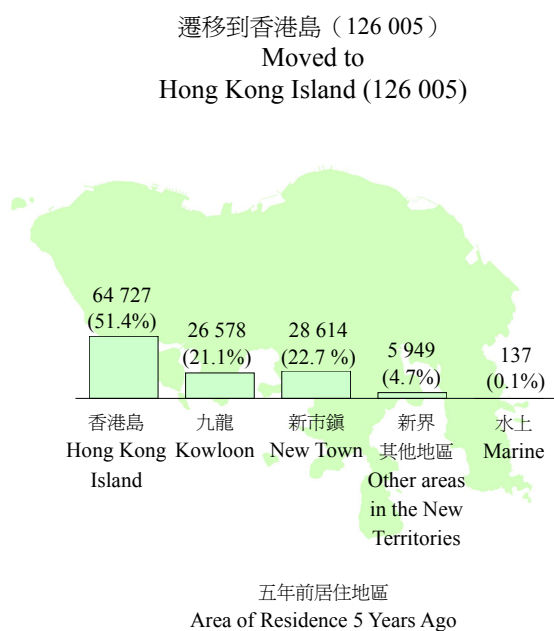 遷移到香港島（126 005）
Moved to
Hong Kong Island (126 005)
64 727
(51.4%)
26 578
(21.1%)
28 614
(22.7 %)
5 949
(4.7%)
137
(0.1%)
香港島
Hong Kong
Island
九龍
Kowloon
新市鎮
New Town
新界
其他地區
Other areas
in the New
Territories
水上
Marine
五年前居住地區
Area of Residence 5 Years Ago